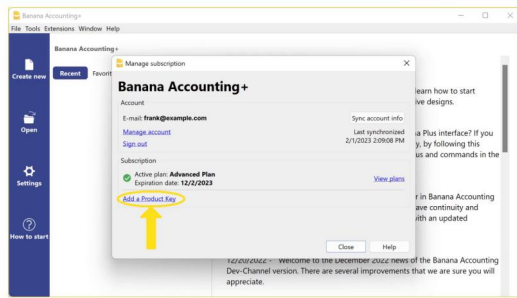 Banana Accounting+
File Tools Extensions Window Help
Banana Accounting+
Create new
Recent
Favorit
Open
Settings
How to start
Manage subscription
Banana Accounting+
Account
E-mail: frank@example.com
Sync account info
Manage account
Last synchronized
2/1/2023 2:09:08 PM
Sign out
Subscription
Active plan: Advanced Plan
Expiration date: 12/2/2023
View plans
Add a Product Key
Close
Help
learn how to start
ive designs.
a Plus interface? If you
y, by following this
us and commands in the
r in Banana Accounting
ave continuity and
with an updated
12/20/2022 - Welcome to the December 2022 news of the Banana Accounting
Dev-Channel version. There are several improvements that we are sure you will
appreciate.